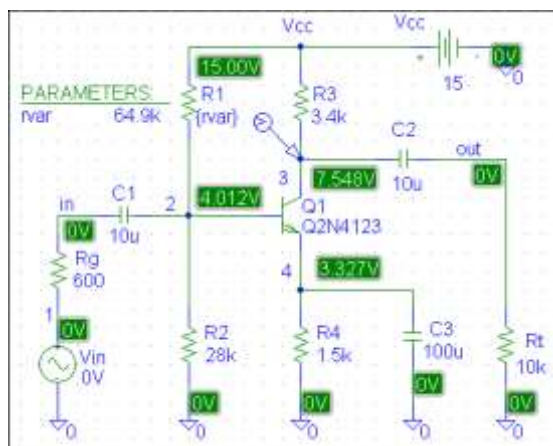 Vcc
Vcc
15.00V
0V
0
PARAMETERS:
rvar 64.9k
R1
{rvar}
R3
3.4k
15
C2
out
10u
0V
3
7.548V
in
C1
2
4.012V
Q1
Q2N4123
0V
10u
Rg
600
4
3.327V
1
0V
Vin
0V
R2
28k
R4
1.5k
C3
100u
Rt
10k
0V
0V
0V
0
0
0
0
0